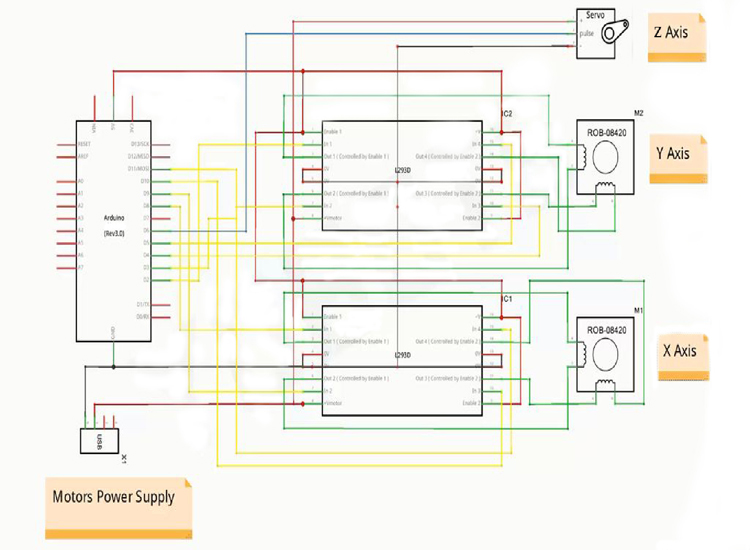 Servo
+
pulse
-
Z Axis
IC2
M2
ROB-08420
Y Axis
Enable 1
In 1
Out 1 ( Controlled by Enable 1 )
0V
0V
Out 2 ( Controlled by Enable 1 )
In 2
+Vmotor
L293D
+V
In 4
Out 4 ( Controlled by Enable 2 )
0V
0V
Out 3 ( Controlled by Enable 2 )
In 3
Enable 2
RESET
AREF
A0
A1
A2
A3
A4
A5
A6
A7
Arduino
(Rev3.0)
D13/SCK
D12/MISO
D11/MOSI
D10
D9
D8
D7
D6
D5
D4
D3
D2
D1/TX
D0/RX
GND
IC1
M1
ROB-08420
X Axis
Enable 1
In 1
Out 1 ( Controlled by Enable 1 )
0V
0V
Out 2 ( Controlled by Enable 1 )
In 2
+Vmotor
L293D
+V
In 4
Out 4 ( Controlled by Enable 2 )
0V
0V
Out 3 ( Controlled by Enable 2 )
In 3
Enable 2
USB
X1
Motors Power Supply